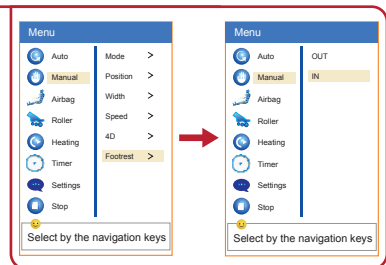 Menu
Auto
Manual
Airbag
Roller
Heating
Timer
Settings
Stop
Mode >
Position >
Width >
Speed >
4D >
Footrest >
Select by the navigation keys
Menu
Auto
Manual
Airbag
Roller
Heating
Timer
Settings
Stop
OUT
IN
Select by the navigation keys